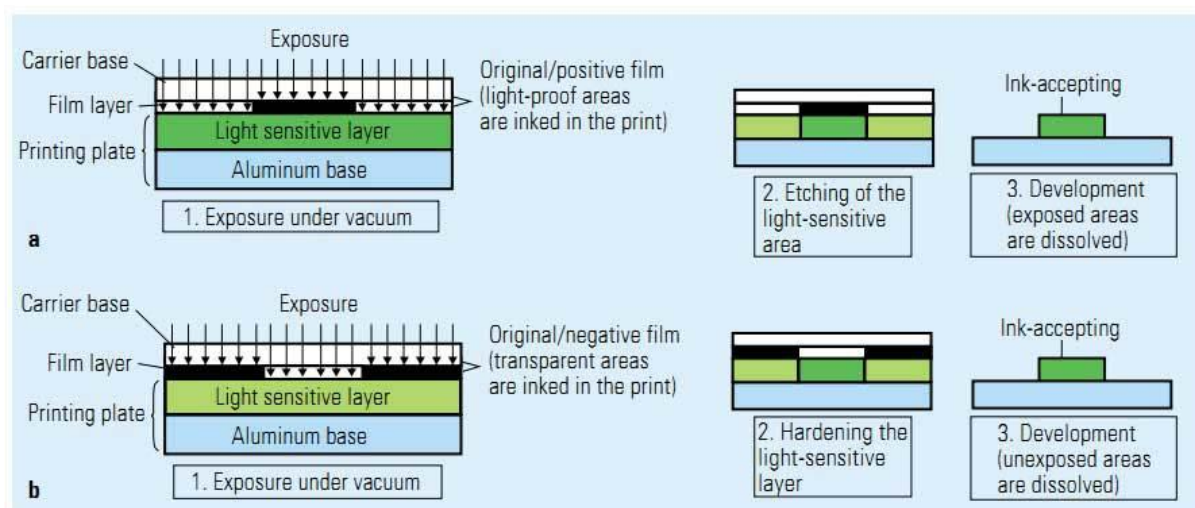 Exposure
Carrier base
Film layer
Printing plate
Light sensitive layer
Aluminum base
Original/positive film
(light-proof areas
are inked in the print)
1. Exposure under vacuum
a
2. Etching of the
light-sensitive
area
Ink-accepting
3. Development
(exposed areas
are dissolved)
Carrier base
Exposure
Film layer
Printing plate
Light sensitive layer
Aluminum base
Original/negative film
(transparent areas
are inked in the print)
1. Exposure under vacuum
b
2. Hardening the
light-sensitive
layer
Ink-accepting
3. Development
(unexposed areas
are dissolved)